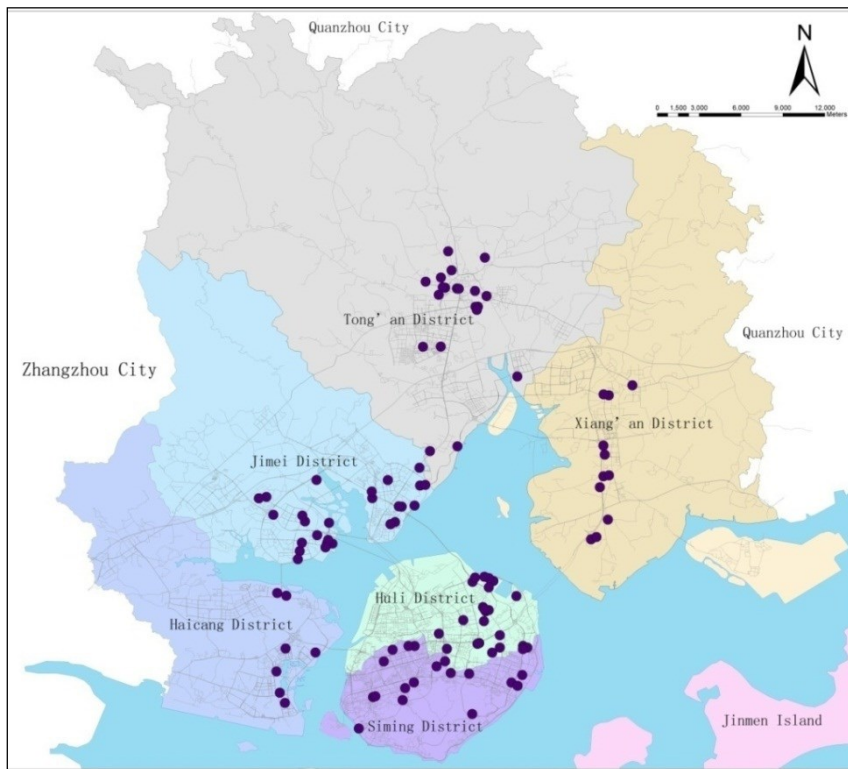 Quanzhou City
N
0 1,500 3,000 6,000 9,000 12,000
Meters
Tong’an District
Quanzhou City
Zhangzhou City
Xiang’an District
Jimei District
Huli District
Haicang District
Siming District
Jinmen Island